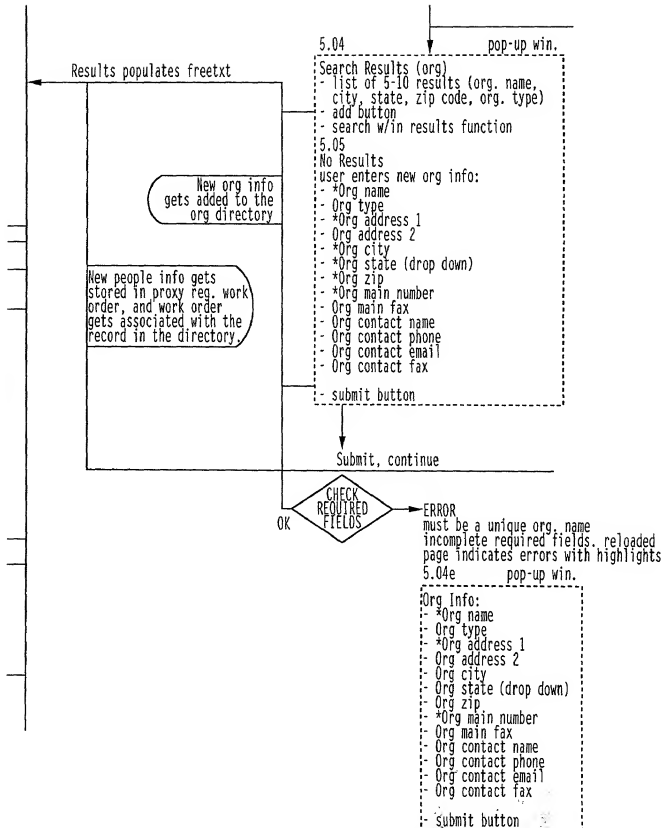 5.04 pop-up win.
Results populates freetxt
Search Results (org)
- list of 5-10 results (org. name,
city, state, zip code, org. type)
- add button
- search w/in results function
5.05
No Results
user enters new org info:
- *Org name
- Org type
- *Org address 1
- Org address 2
- *Org city
- *Org state (drop down)
- *Org zip
- *Org main number
- Org main fax
- Org contact name
- Org contact phone
- Org contact email
- Org contact fax
- submit button
New org info
gets added to the
org directory
New people info gets
stored in proxy reg. work
order, and work order
gets associated with the
record in the directory.
Submit, continue
CHECK
REQUIRED
FIELDS
OK
ERROR
must be a unique org. name
incomplete required fields. reloaded
page indicates errors with highlights
5.04e pop-up win.
Org Info:
- *Org name
- Org type
- *Org address 1
- Org address 2
- Org city
- Org state (drop down)
- Org zip
- *Org main number
- Org main fax
- Org contact name
- Org contact phone
- Org contact email
- Org contact fax
- submit button